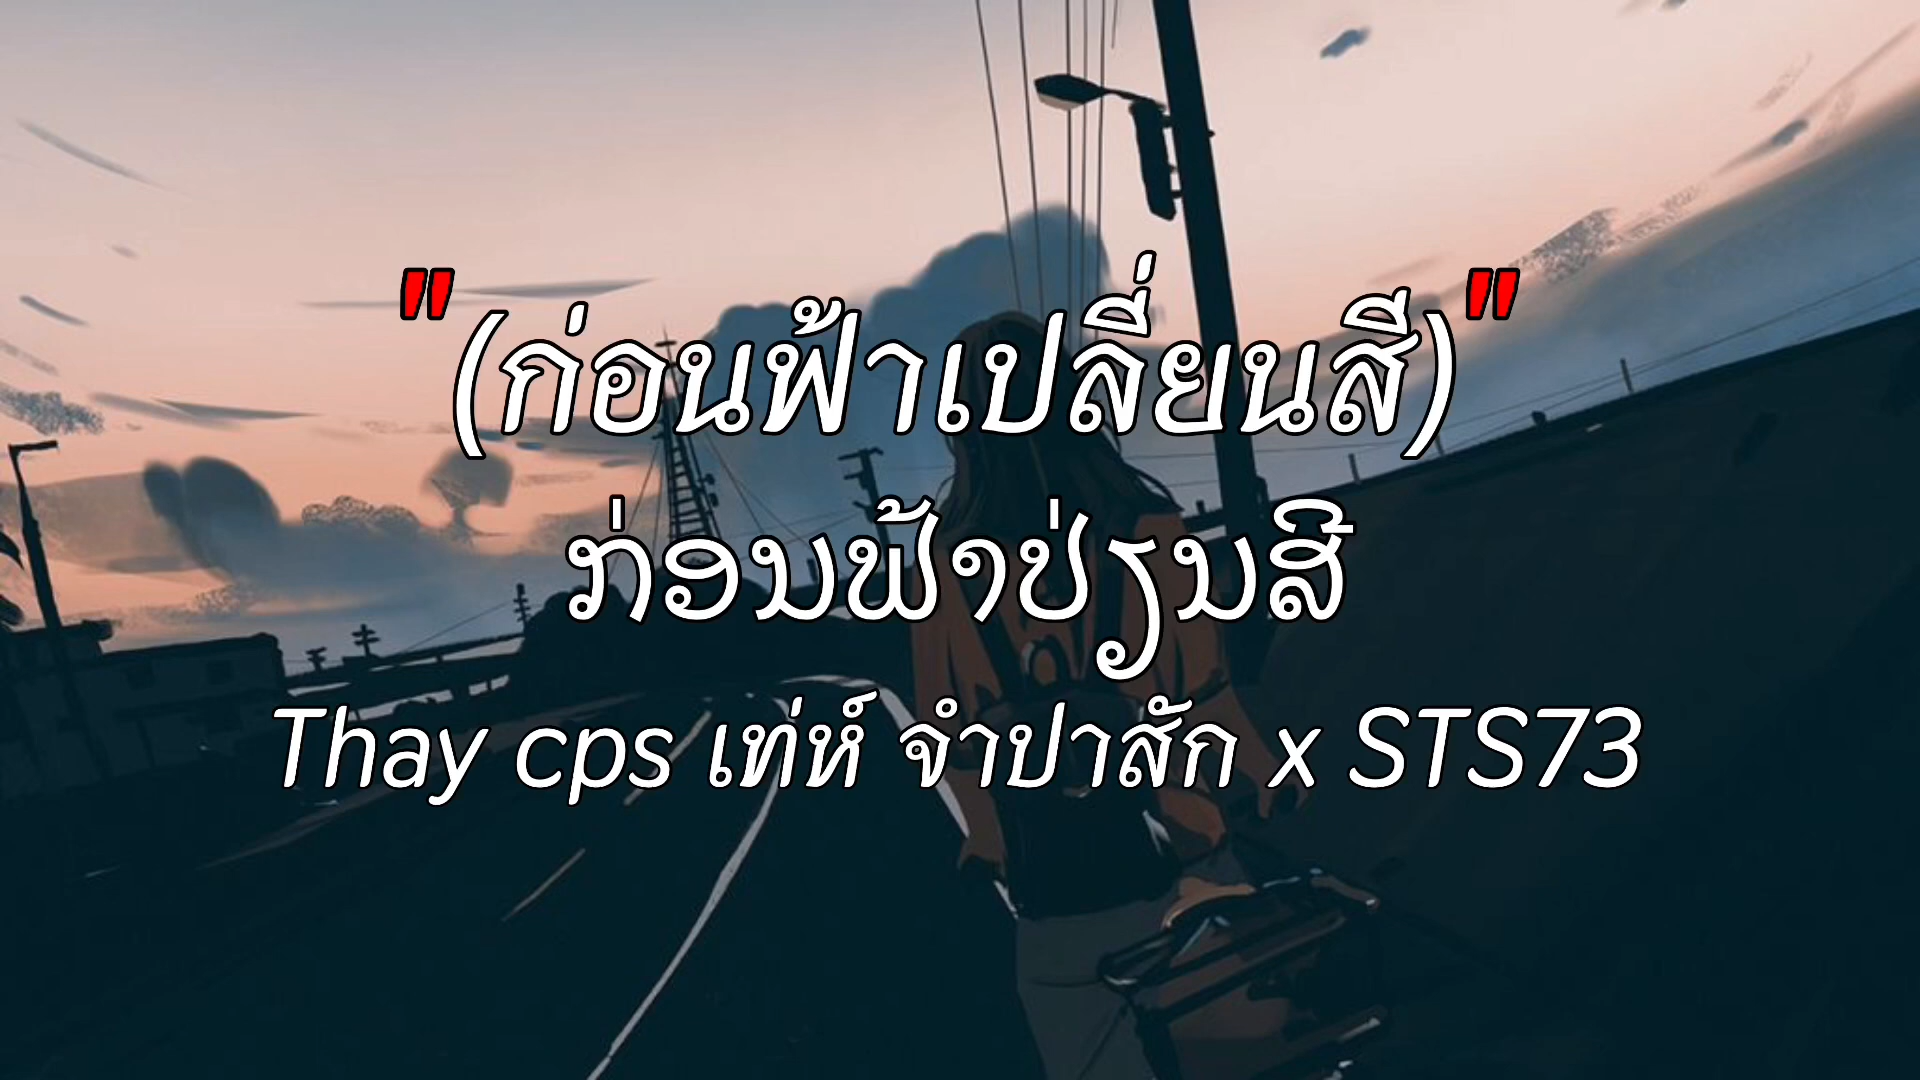 "(ก่อนฟ้าเปลี่ยนสี)"
ກ່ອນຟ້າປ່ຽນສີ
Thay cps เท่ห์ จำปาสัก x STS73